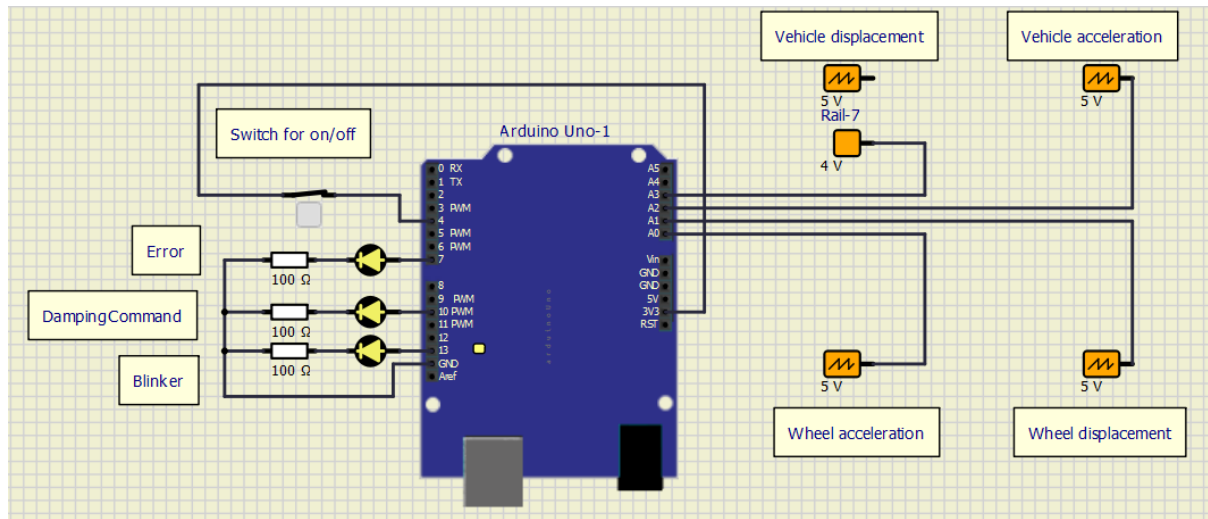 Vehicle displacement
Vehicle acceleration
5 V
5 V
Rail-7
4 V
Switch for on/off
Arduino Uno-1
0 RX
1 TX
2
3 PWM
4
5 PWM
6 PWM
7
8
9 PWM
10 PWM
11 PWM
12
13
GND
Aref
A5
A4
A3
A2
A1
A0
Vin
GND
GND
5V
3V3
RST
arduinoUno
Error
100 Ω
DampingCommand
100 Ω
Blinker
100 Ω
5 V
5 V
Wheel acceleration
Wheel displacement